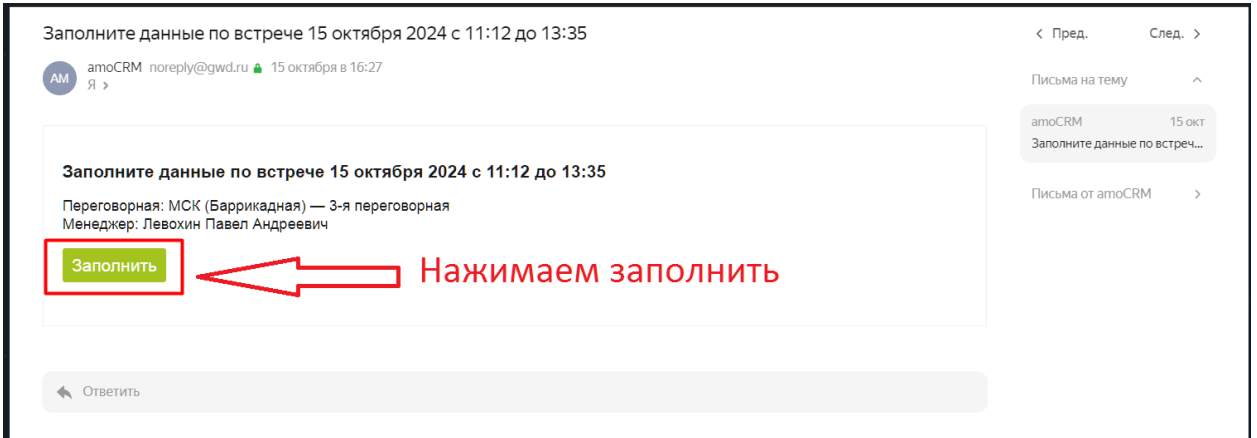 Заполните данные по встрече 15 октября 2024 с 11:12 до 13:35
АМ
amoCRM noreply@gwd.ru 15 октября в 16:27
Я
Заполните данные по встрече 15 октября 2024 с 11:12 до 13:35
Переговорная: МСК (Баррикадная) — 3-я переговорная
Менеджер: Левохин Павел Андреевич
Заполнить
Нажимаем заполнить
Ответить
Пред. След.
Письма на тему
amoCRM 15 окт
Заполните данные по встреч...
Письма от amoCRM